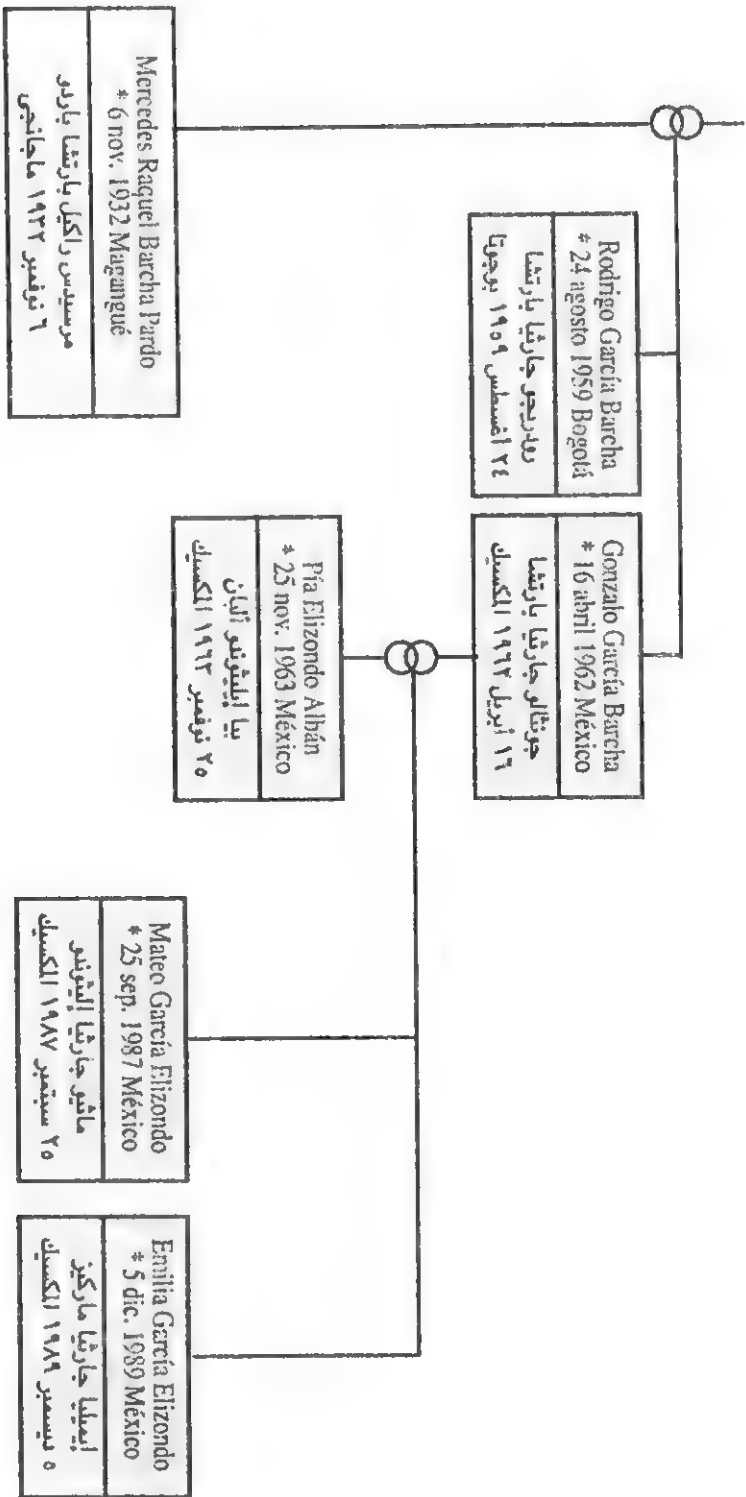 Mercedes Raquel Barcha Pardo
* 6 nov. 1932 Magangué
مرسيدس راكيل بارتشا باردو
٦ نوفمبر ١٩٣٢ ماجانجى
Rodrigo García Barcha
* 24 agosto 1959 Bogotá
رودريجو جارثيا بارتشا
٢٤ اغسطس ١٩٥٩ بوجوتا
Gonzalo García Barcha
* 16 abril 1962 México
جونثالو جارثيا بارتشا
١٦ أبريل ١٩٦٢ المكسيك
Pía Elizondo Albán
* 25 nov. 1963 México
بيا إيليثوندو ألبان
٢٥ نوفمبر ١٩٦٣ المكسيك
Mateo García Elizondo
* 25 sep. 1987 México
ماثيو جارثيا إليثوندو
٢٥ سبتمبر ١٩٨٧ المكسيك
Emilia García Elizondo
* 5 dic. 1989 México
إيميليا جارثيا ماركيز
٥ ديسمبر ١٩٨٩ المكسيك